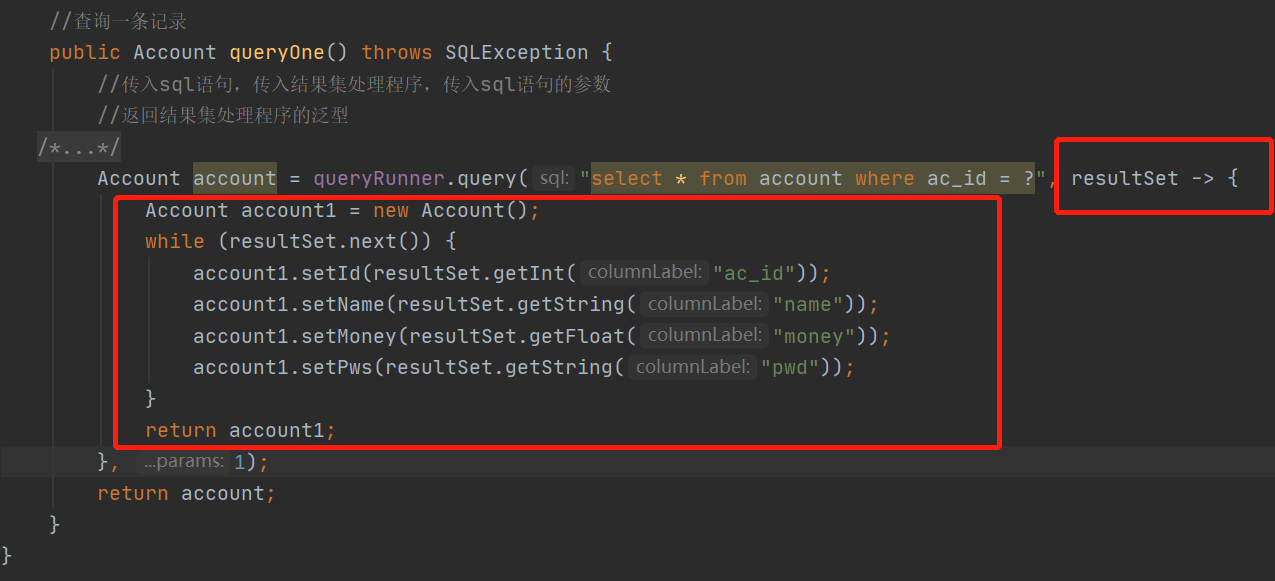 //查询一条记录
public Account queryOne() throws SQLException {
//传入sql语句，传入结果集处理程序，传入sql语句的参数
//返回结果集处理程序的泛型
/*...*/
Account account = queryRunner.query( sql: "select * from account where ac_id = ?", resultSet -> {
Account account1 = new Account();
while (resultSet.next()) {
account1.setId(resultSet.getInt( columnLabel: "ac_id"));
account1.setName(resultSet.getString( columnLabel: "name"));
account1.setMoney(resultSet.getFloat( columnLabel: "money"));
account1.setPws(resultSet.getString( columnLabel: "pwd"));
}
return account1;
}, ...params: 1);
return account;
}
}